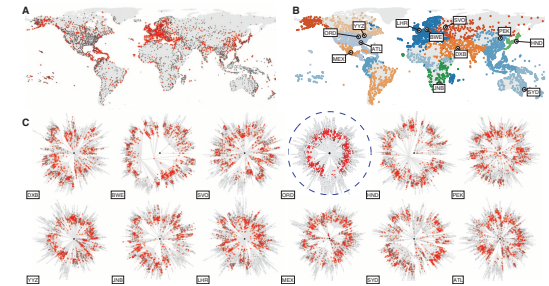 A
B
YYZ
LHR
SVO
ORD
BWE
PEK
HND
ATL
DXB
MEX
JNB
SYD
C
DXB
BWE
SVO
ORD
HND
PEK
YYZ
JNB
LHR
MEX
SYD
ATL